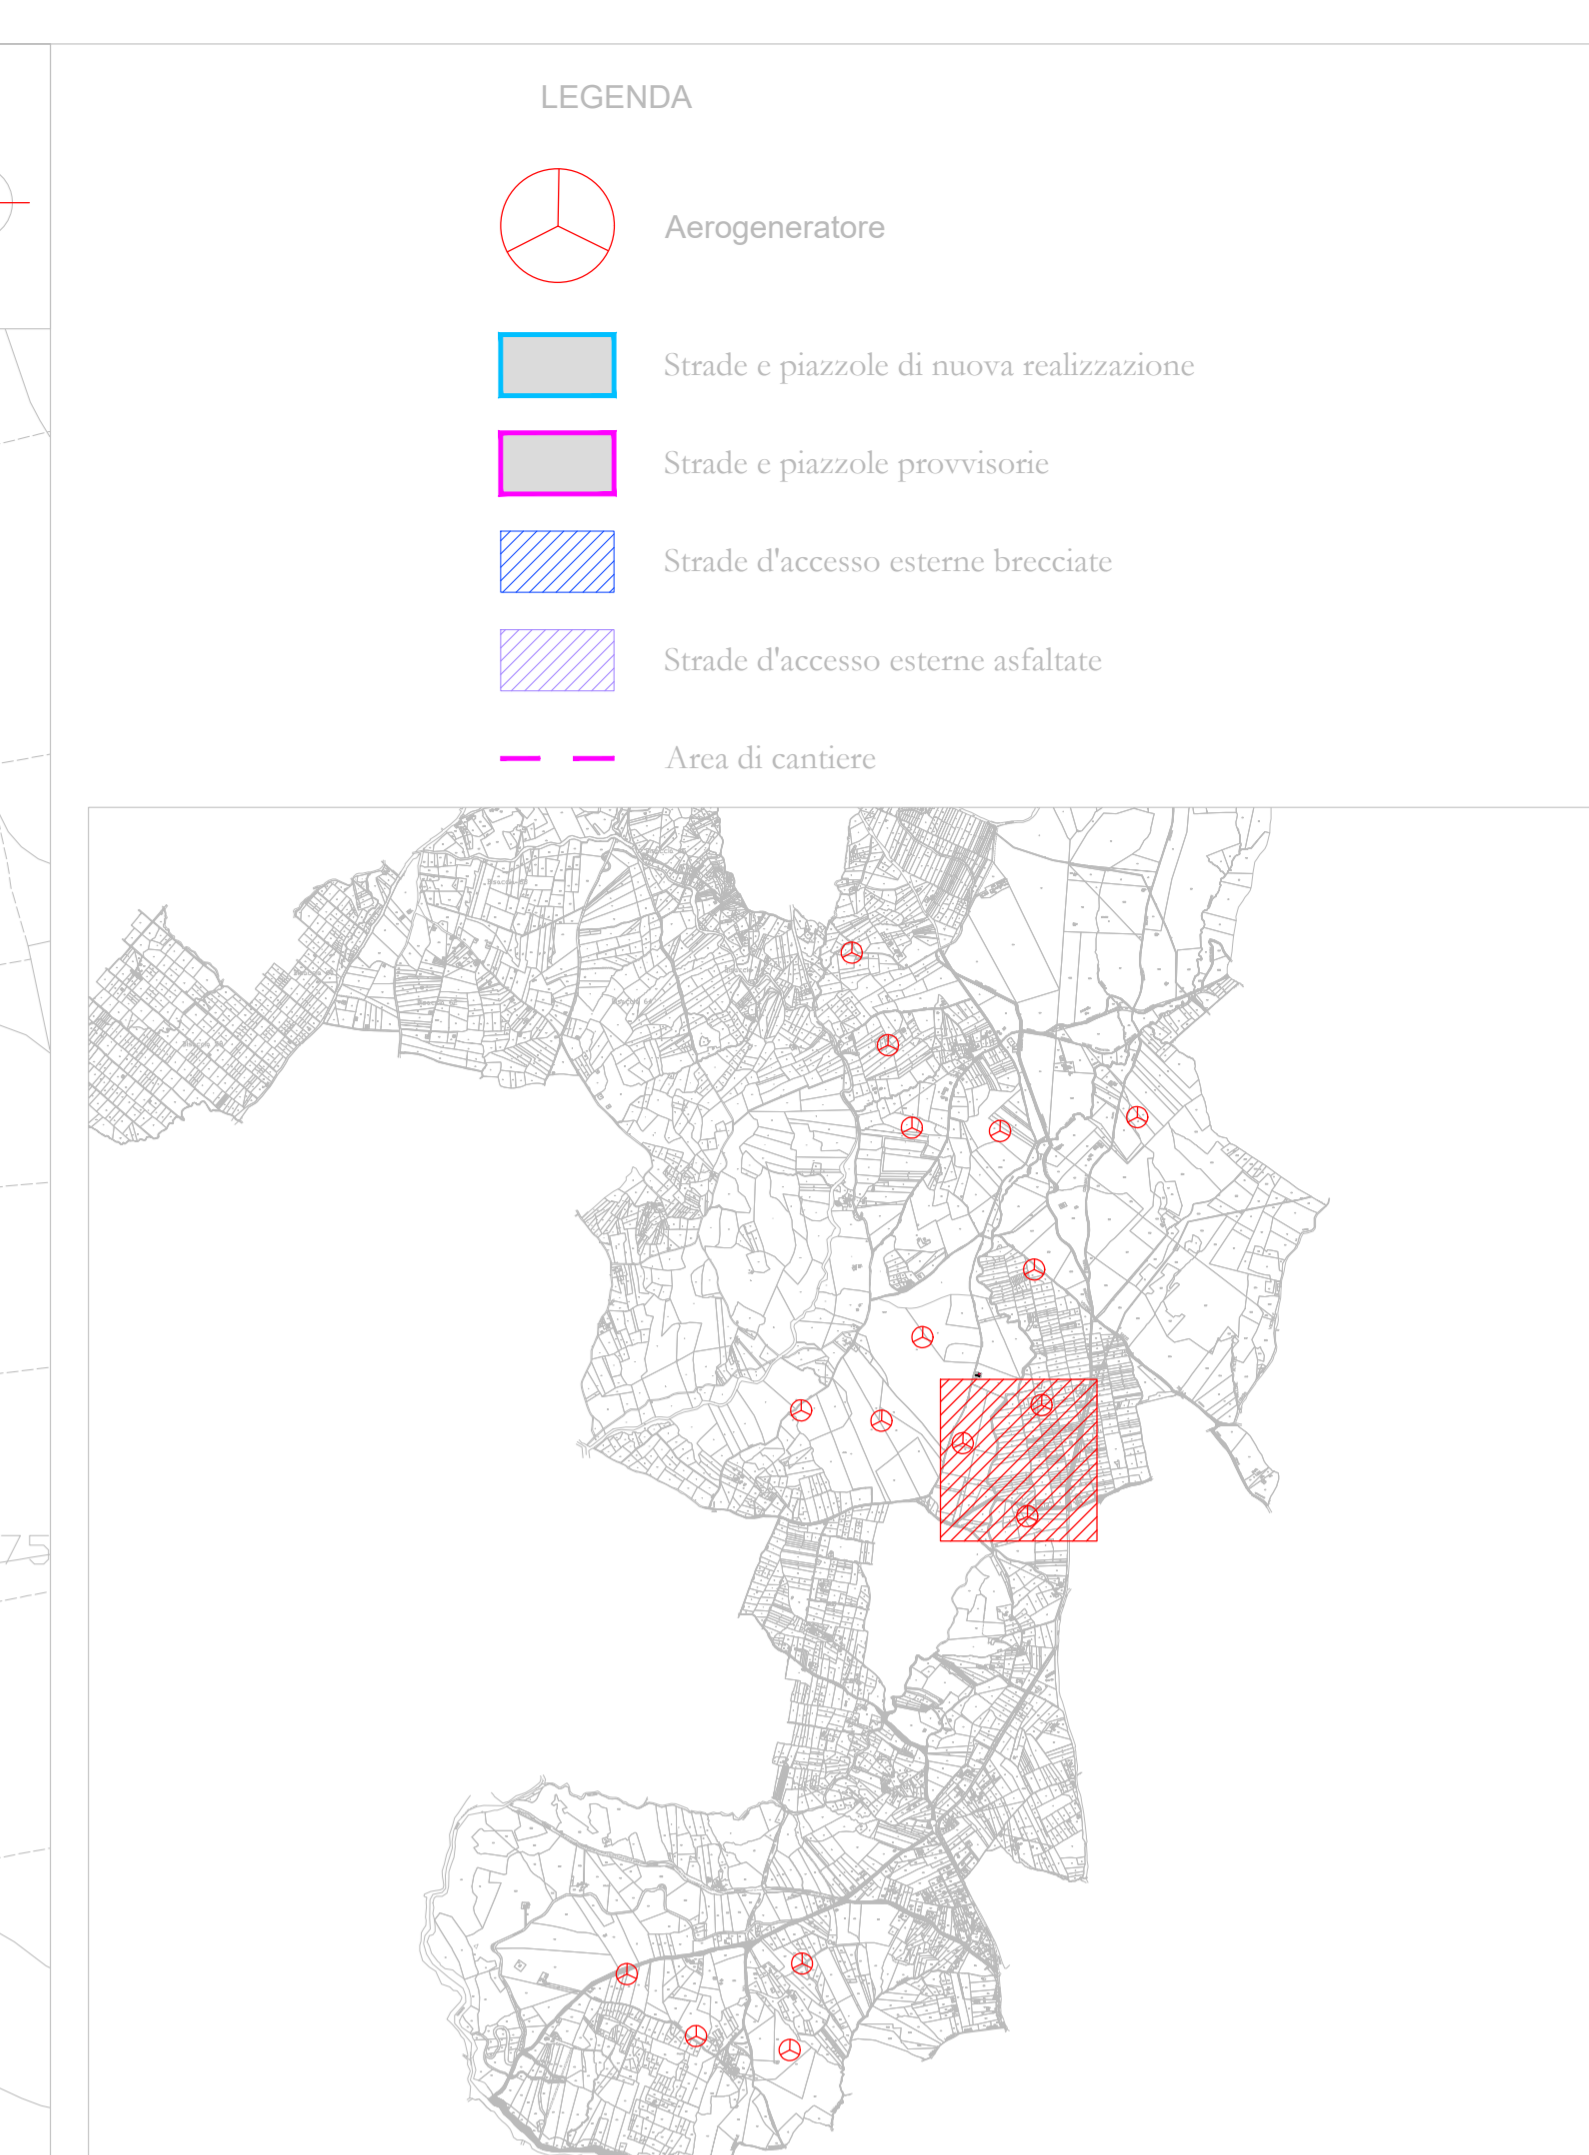 LEGENDA
Aerogeneratore
Strade e piazzole di nuova realizzazione
Strade e piazzole provvisorie
Strade d'accesso esterne brecciate
Strade d'accesso esterne asfaltate
Area di cantiere
75